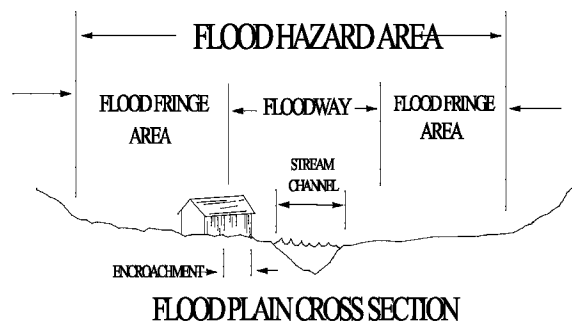 FLOOD HAZARD AREA
FLOOD FRINGE
AREA
FLOODWAY
FLOOD FRINGE
AREA
STREAM
CHANNEL
ENCROACHMENT
FLOOD PLAIN CROSS SECTION